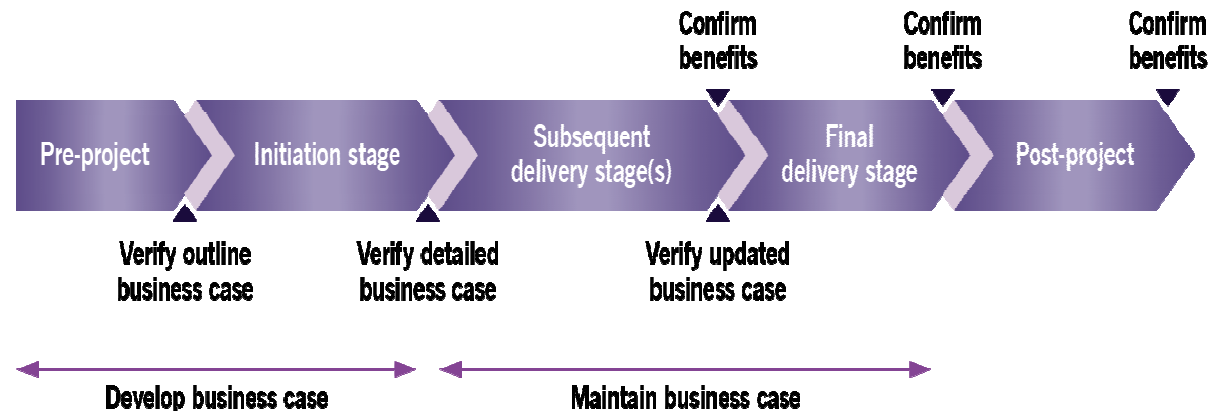 Confirm
benefits
Confirm
benefits
Confirm
benefits
Pre-project
Initiation stage
Subsequent
delivery stage(s)
Final
delivery stage
Post-project
Verify outline
business case
Verify detailed
business case
Verify updated
business case
Develop business case
Maintain business case